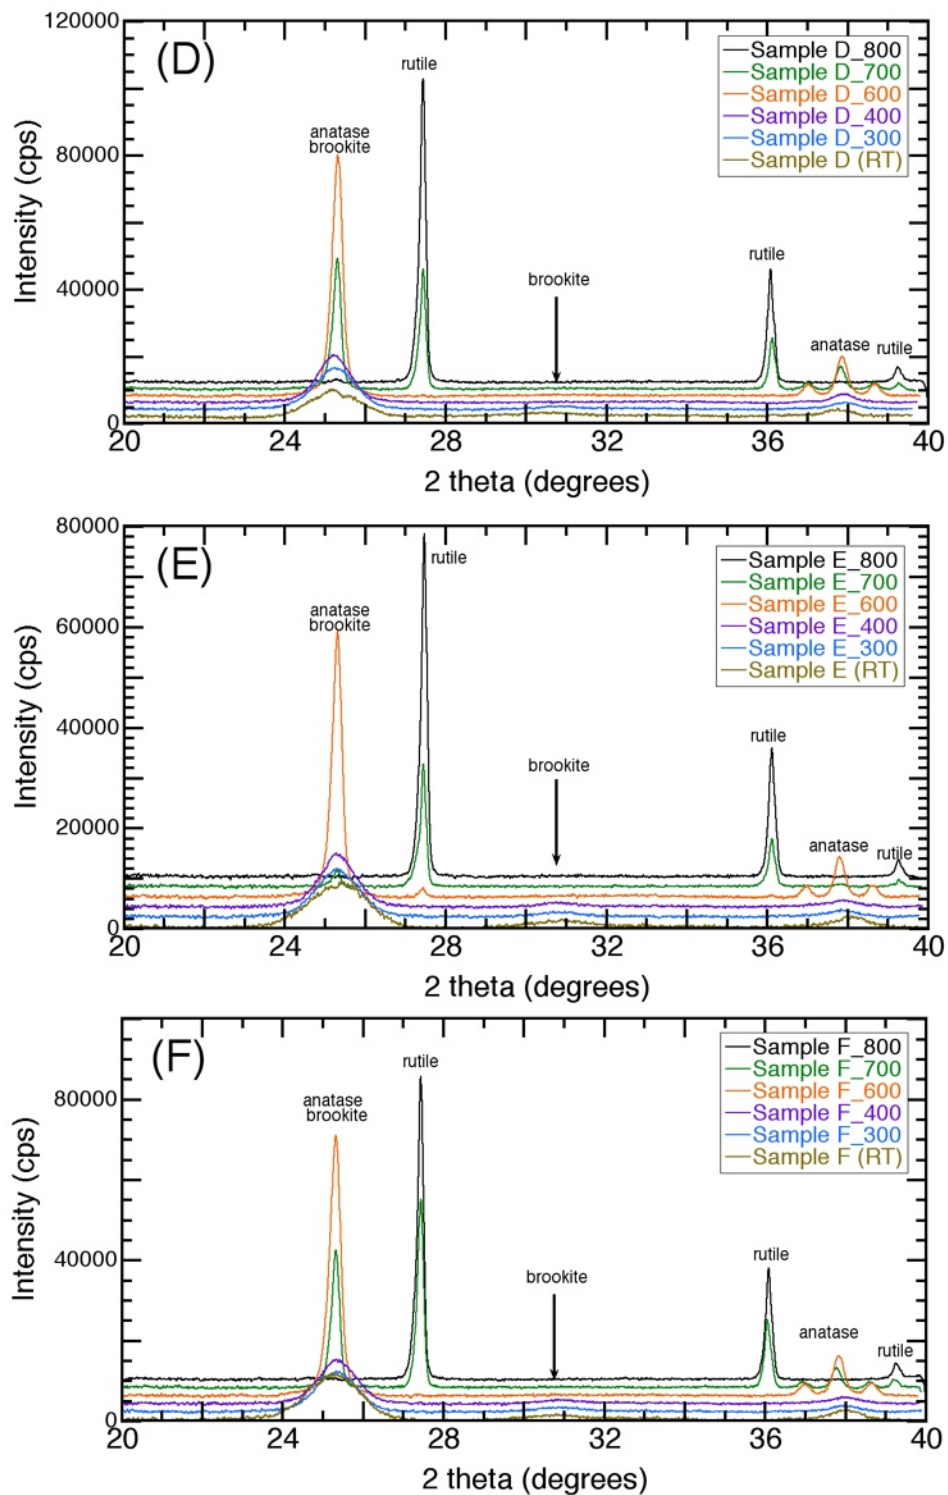 120000
(D)
rutile
Sample D_800
Sample D_700
Sample D_600
Sample D_400
Sample D_300
Sample D (RT)
anatase
brookite
80000
Intensity (cps)
brookite
rutile
40000
anatase
rutile
0
20 24 28 32 36 40
2 theta (degrees)
80000
(E)
rutile
Sample E_800
Sample E_700
Sample E_600
Sample E_400
Sample E_300
Sample E (RT)
anatase
brookite
60000
Intensity (cps)
40000
rutile
brookite
20000
anatase
rutile
0
20 24 28 32 36 40
2 theta (degrees)
(F)
rutile
Sample F_800
Sample F_700
Sample F_600
Sample F_400
Sample F_300
Sample F (RT)
80000
anatase
brookite
Intensity (cps)
40000
rutile
brookite
anatase
rutile
0
20 24 28 32 36 40
2 theta (degrees)